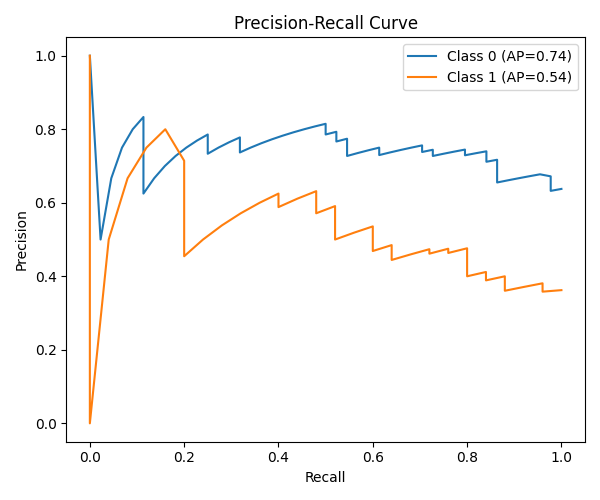 Precision-Recall Curve
Class 0 (AP=0.74)
Class 1 (AP=0.54)
Precision
1.0
0.8
0.6
0.4
0.2
0.0
0.0 0.2 0.4 0.6 0.8 1.0
Recall